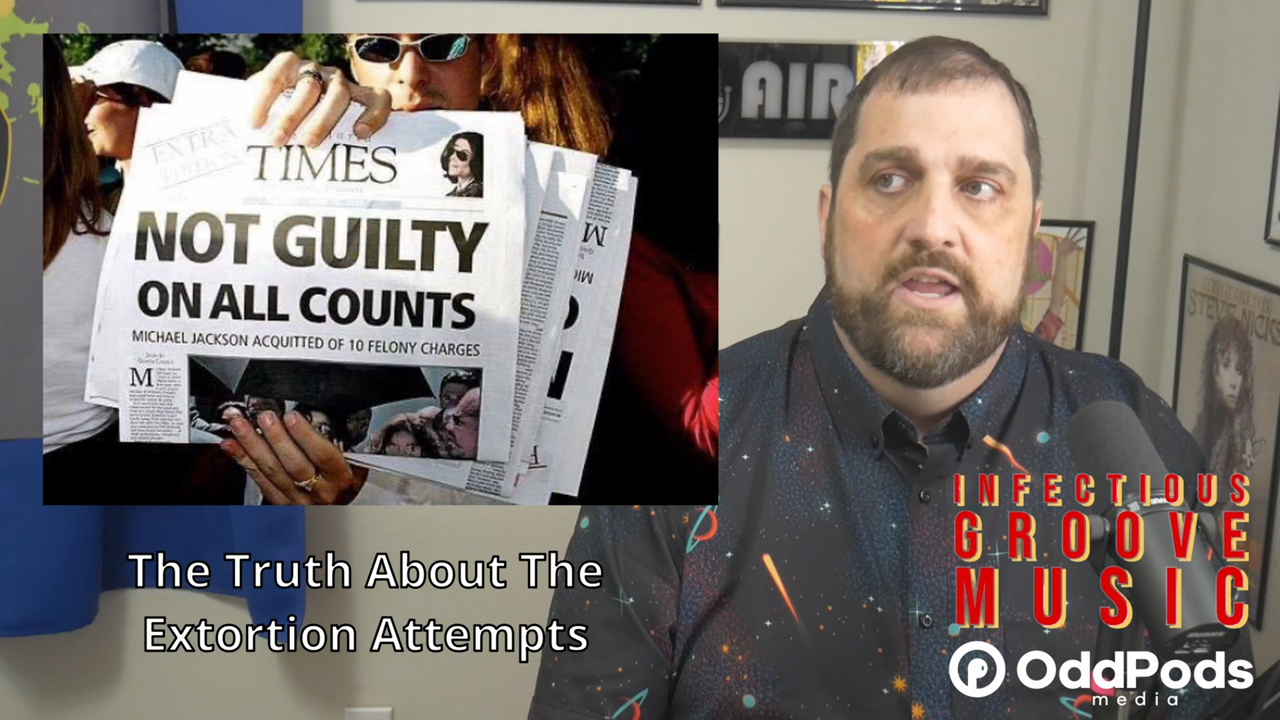 EXTRA
TIMES
NOT GUILTY
ON ALL COUNTS
MICHAEL JACKSON ACQUITTED OF 10 FELONY CHARGES
M
AIR
STEVIE NICKS
The Truth About The
Extortion Attempts
INFECTIOUS
GROOVE
MUSIC
OddPods
media